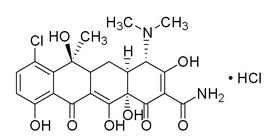 H₃C N CH₃
Cl HO CH₃ H OH
• HCl
NH₂
OH O OH OH O O